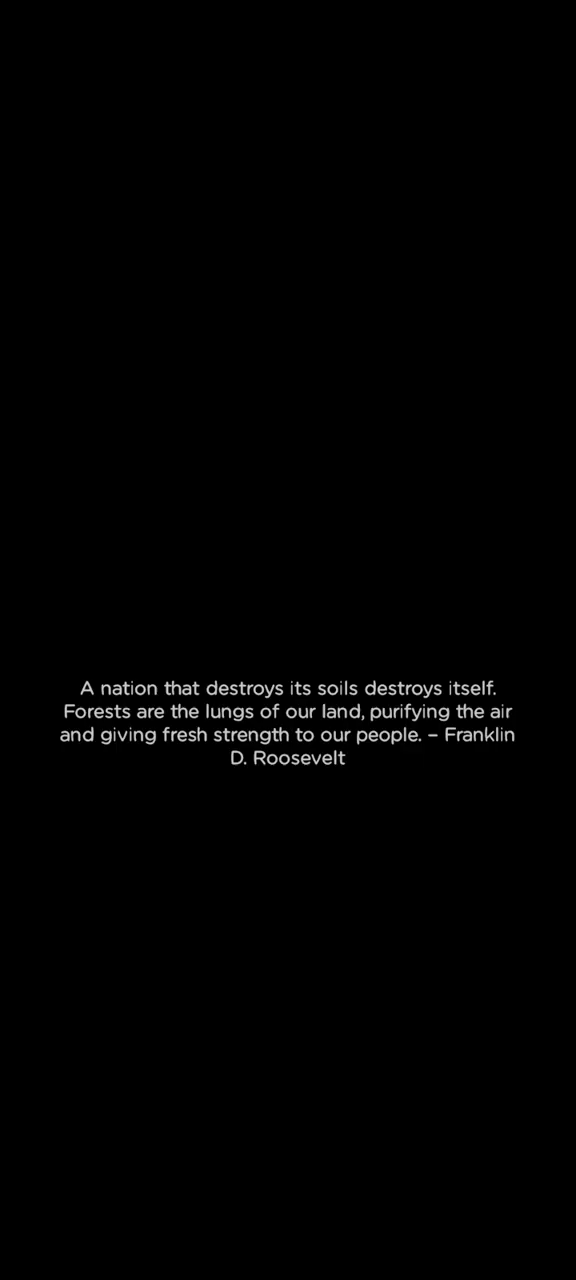 A nation that destroys its soils destroys itself.
Forests are the lungs of our land, purifying the air
and giving fresh strength to our people. – Franklin
D. Roosevelt